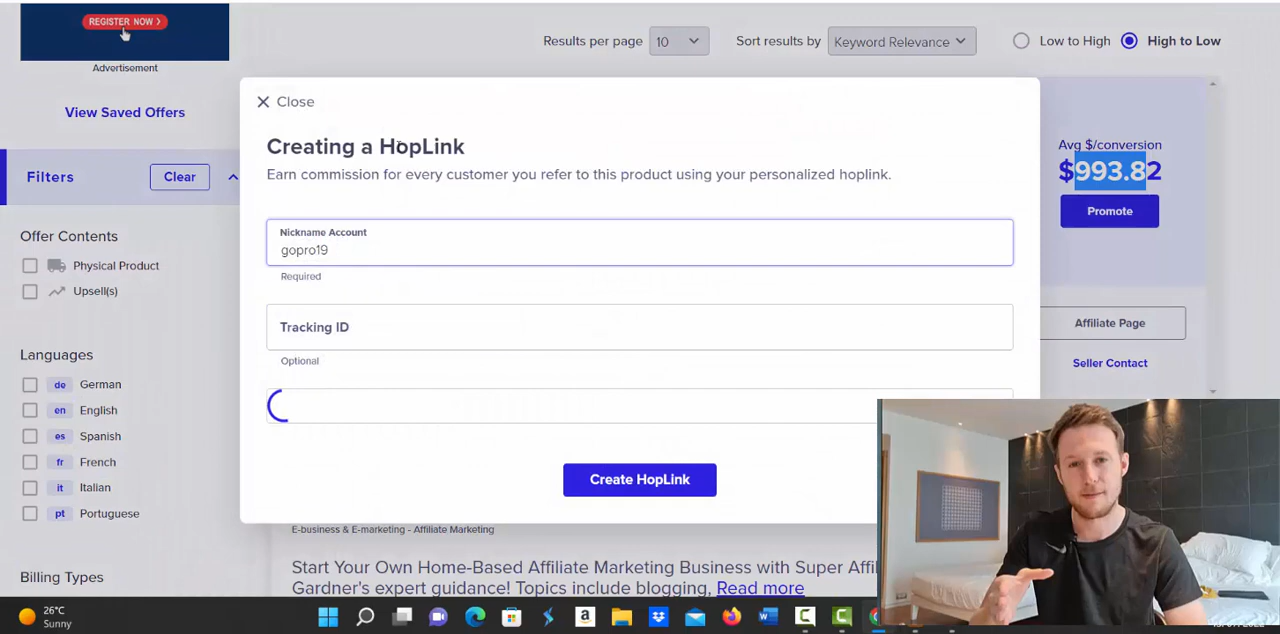 REGISTER NOW >
Advertisement
View Saved Offers
Filters
Clear
Offer Contents
Physical Product
Upsell(s)
Languages
de German
en English
es Spanish
fr French
it Italian
pt Portuguese
Billing Types
Results per page 10
Sort results by Keyword Relevance
Low to High
High to Low
Close
Creating a HopLink
Earn commission for every customer you refer to this product using your personalized hoplink.
Nickname Account
gopro19
Required
Tracking ID
Optional
Create HopLink
Avg $/conversion
$993.82
Promote
Affiliate Page
Seller Contact
E-business & E-marketing - Affiliate Marketing
Start Your Own Home-Based Affiliate Marketing Business with Super Affil
Gardner's expert guidance! Topics include blogging, Read more
26°C
Sunny